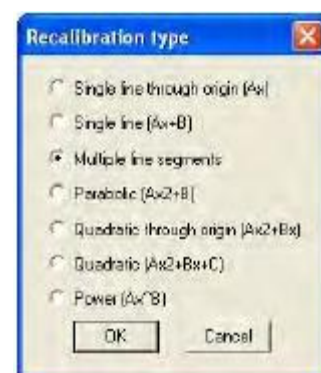 Recalibration type
Single line through origin (Ax)
Single line (Ax+B)
Multiple line segments
Parabolic (Ax2+B)
Quadratic through origin (Ax2+Bx)
Quadratic (Ax2+Bx+C)
Power (Ax^B)
OK Cancel